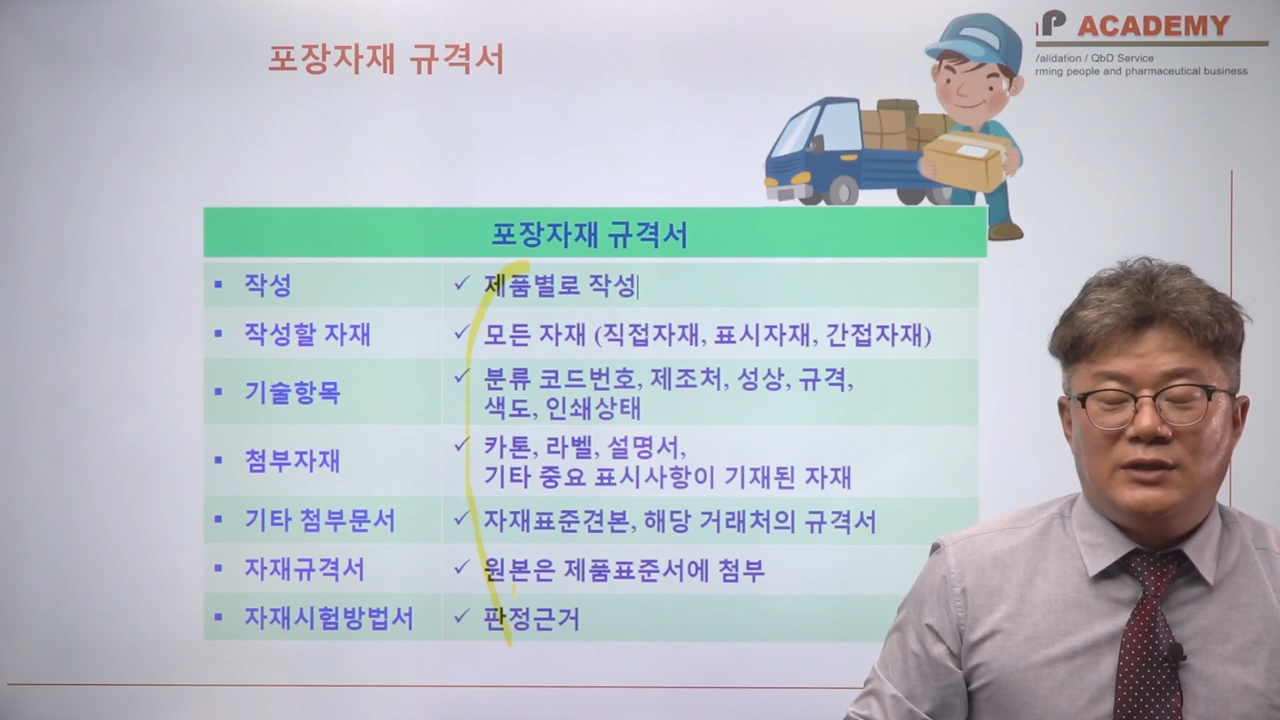 포장자재 규격서
P ACADEMY
Validation / QbD Service
rming people and pharmaceutical business
포장자재 규격서
▪ 작성 ✓ 제품별로 작성
▪ 작성할 자재 ✓ 모든 자재 (직접자재, 표시자재, 간접자재)
▪ 기술항목 ✓ 분류 코드번호, 제조처, 성상, 규격,
색도, 인쇄상태
▪ 첨부자재 ✓ 카톤, 라벨, 설명서,
기타 중요 표시사항이 기재된 자재
▪ 기타 첨부문서 ✓ 자재표준견본, 해당 거래처의 규격서
▪ 자재규격서 ✓ 원본은 제품표준서에 첨부
▪ 자재시험방법서 ✓ 판정근거